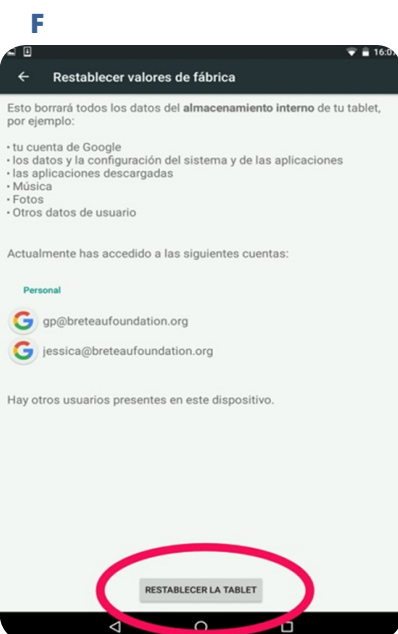 F
16:07
Restablecer valores de fábrica
Esto borrará todos los datos del almacenamiento interno de tu tablet,
por ejemplo:
• tu cuenta de Google
• los datos y la configuración del sistema y de las aplicaciones
• las aplicaciones descargadas
• Música
• Fotos
• Otros datos de usuario
Actualmente has accedido a las siguientes cuentas:
Personal
gp@breteaufoundation.org
jessica@breteaufoundation.org
Hay otros usuarios presentes en este dispositivo.
RESTABLECER LA TABLET